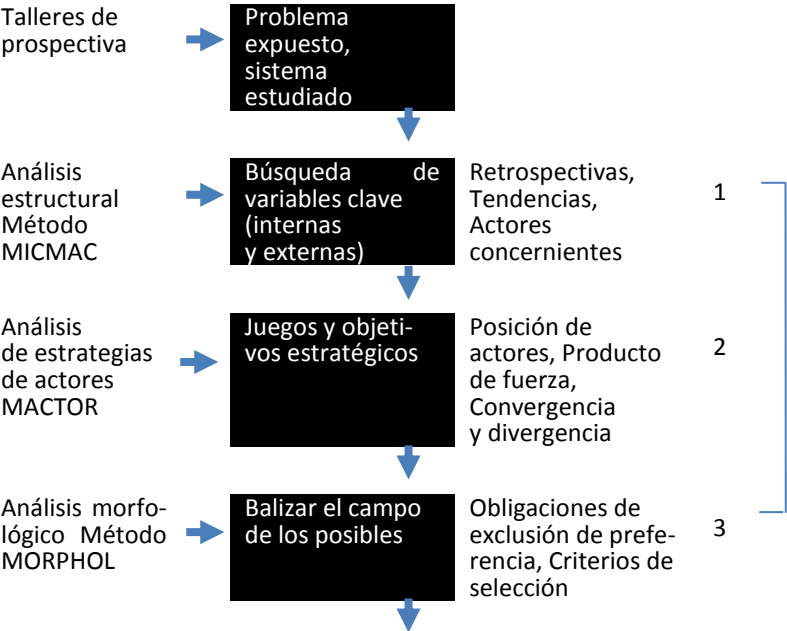 Talleres de
prospectiva
Problema
expuesto,
sistema
estudiado
Análisis
estructural
Método
MICMAC
Búsqueda de
variables clave
(internas
y externas)
Retrospectivas,
Tendencias,
Actores
concernientes
1
Análisis
de estrategias
de actores
MACTOR
Juegos y objeti-
vos estratégicos
Posición de
actores, Producto
de fuerza,
Convergencia
y divergencia
2
Análisis morfo-
lógico Método
MORPHOL
Balizar el campo
de los posibles
Obligaciones de
exclusión de prefe-
rencia, Criterios de
selección
3